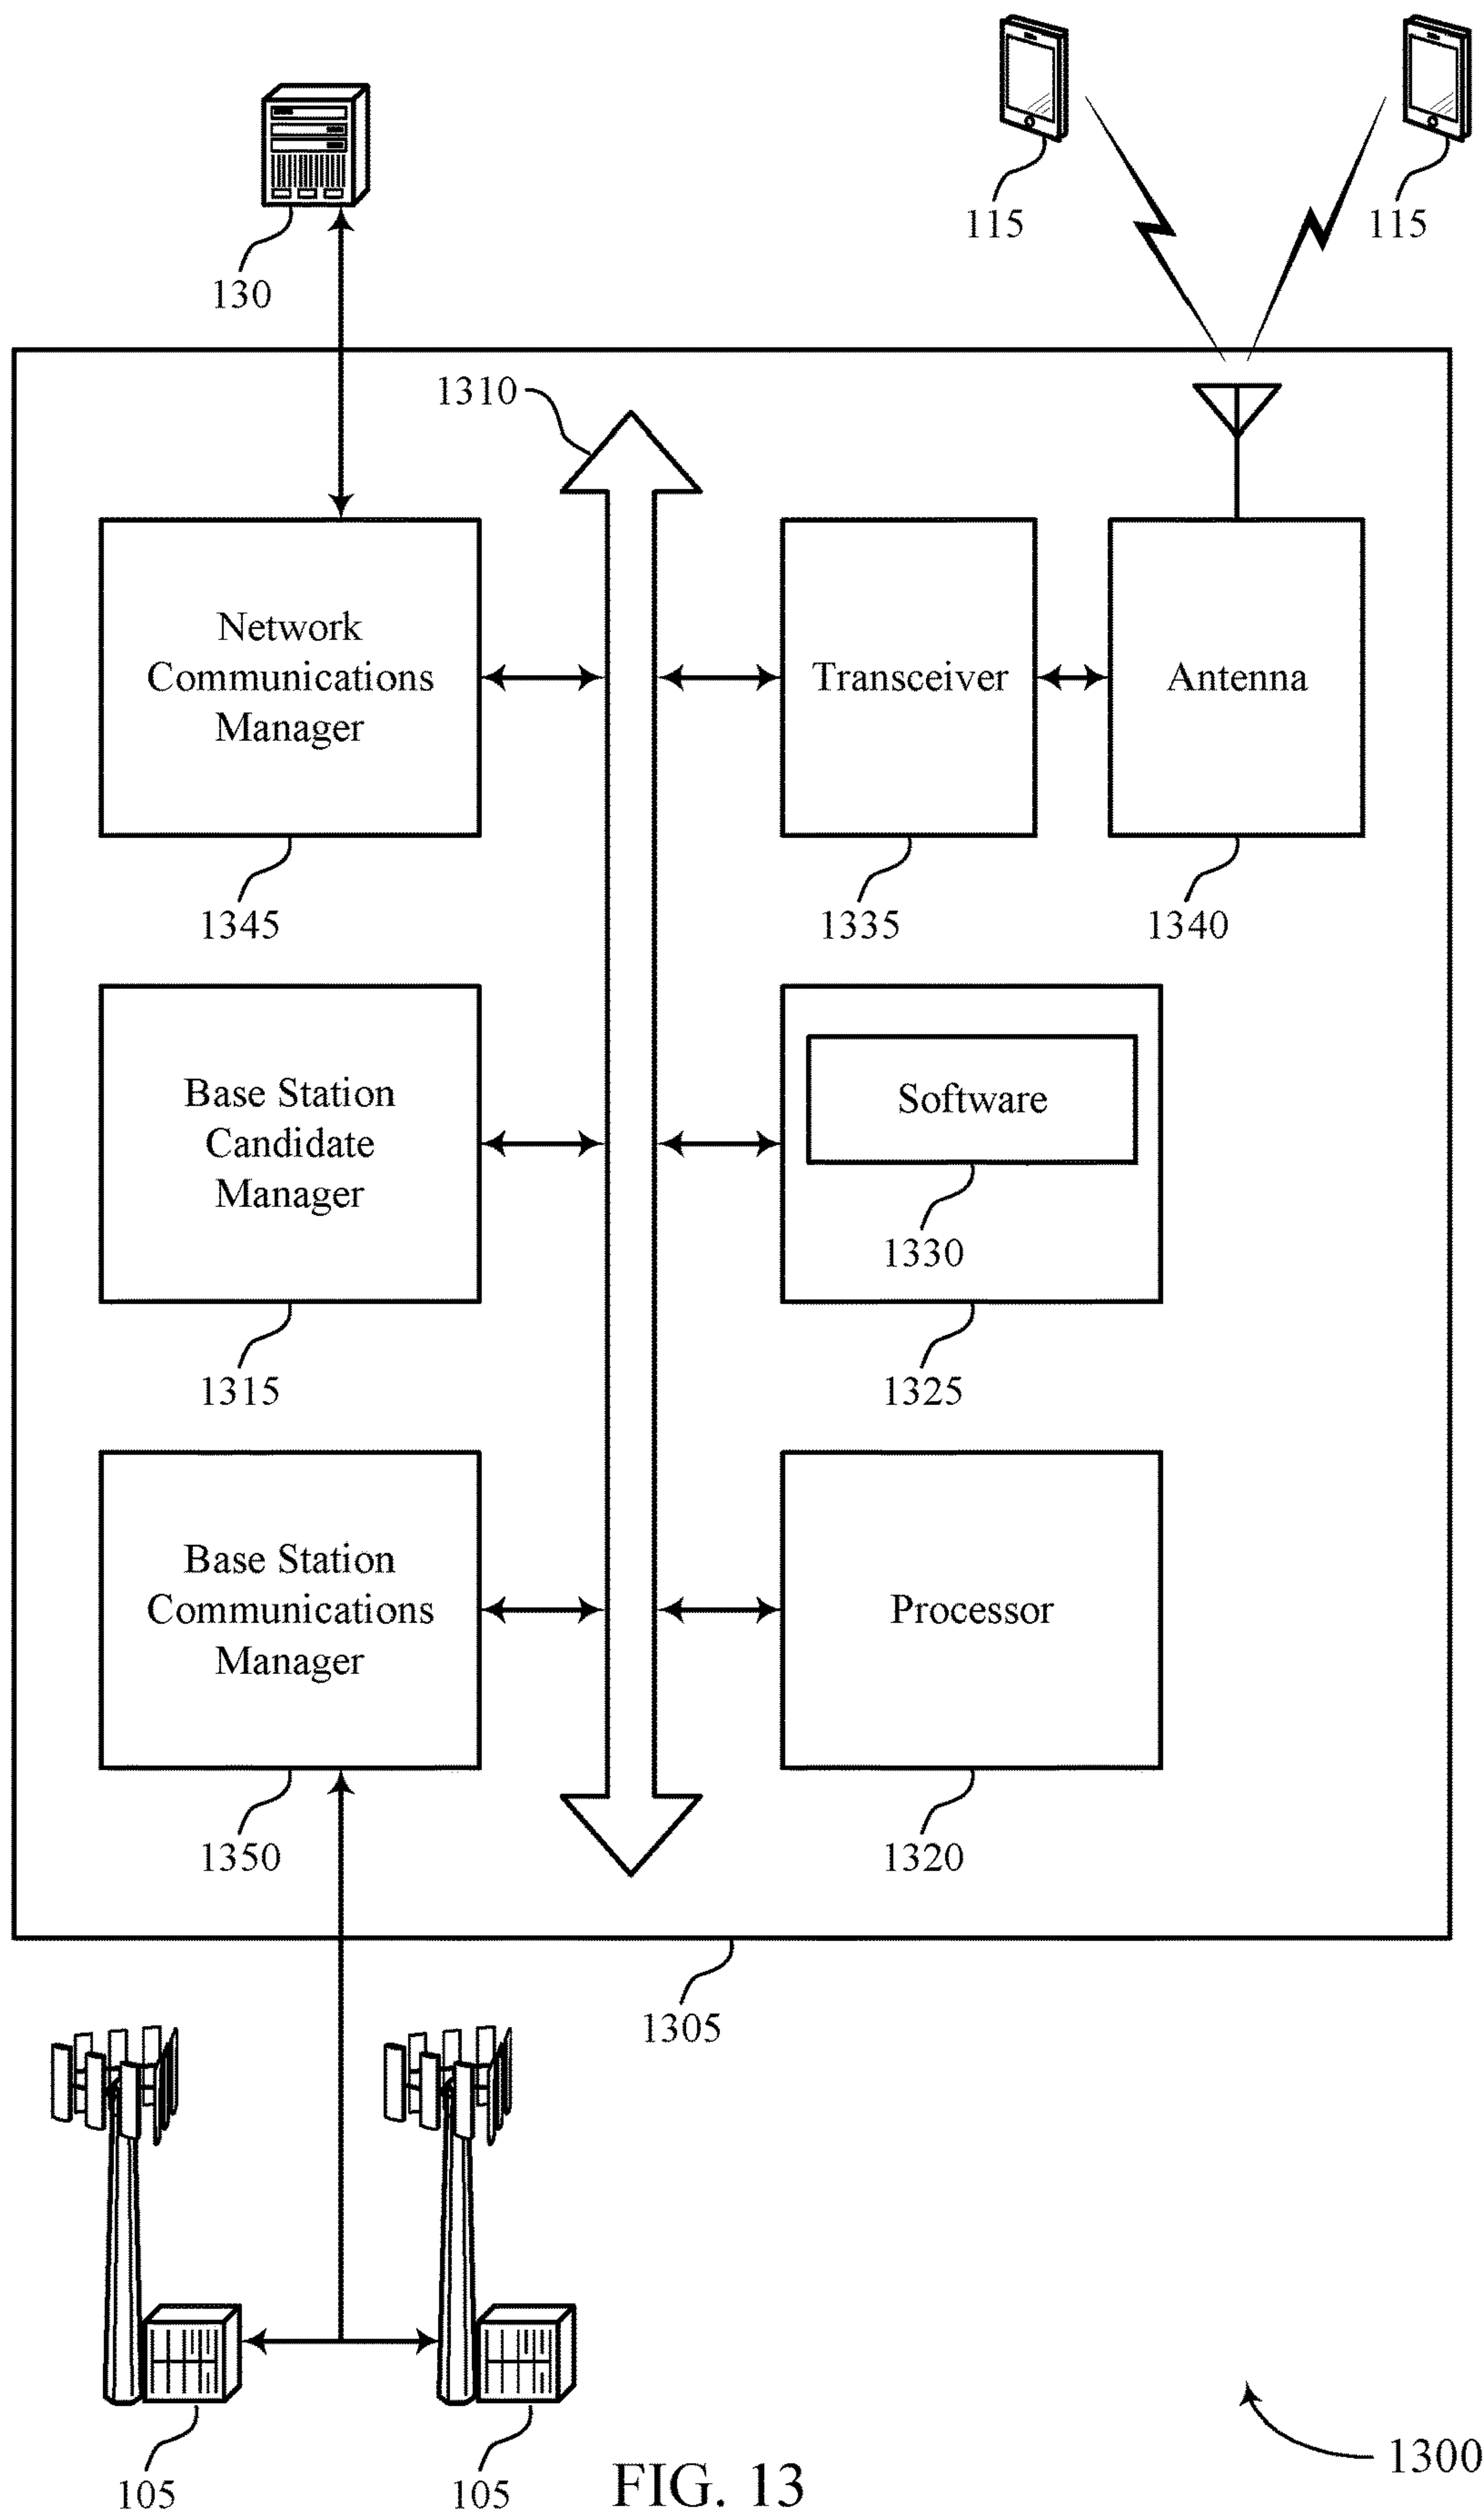 115
115
130
1310
Network
Communications
Manager
Transceiver
Antenna
1345
1335
1340
Base Station
Candidate
Manager
Software
1330
1315
1325
Base Station
Communications
Manager
Processor
1350
1320
1305
105
105
FIG. 13
1300